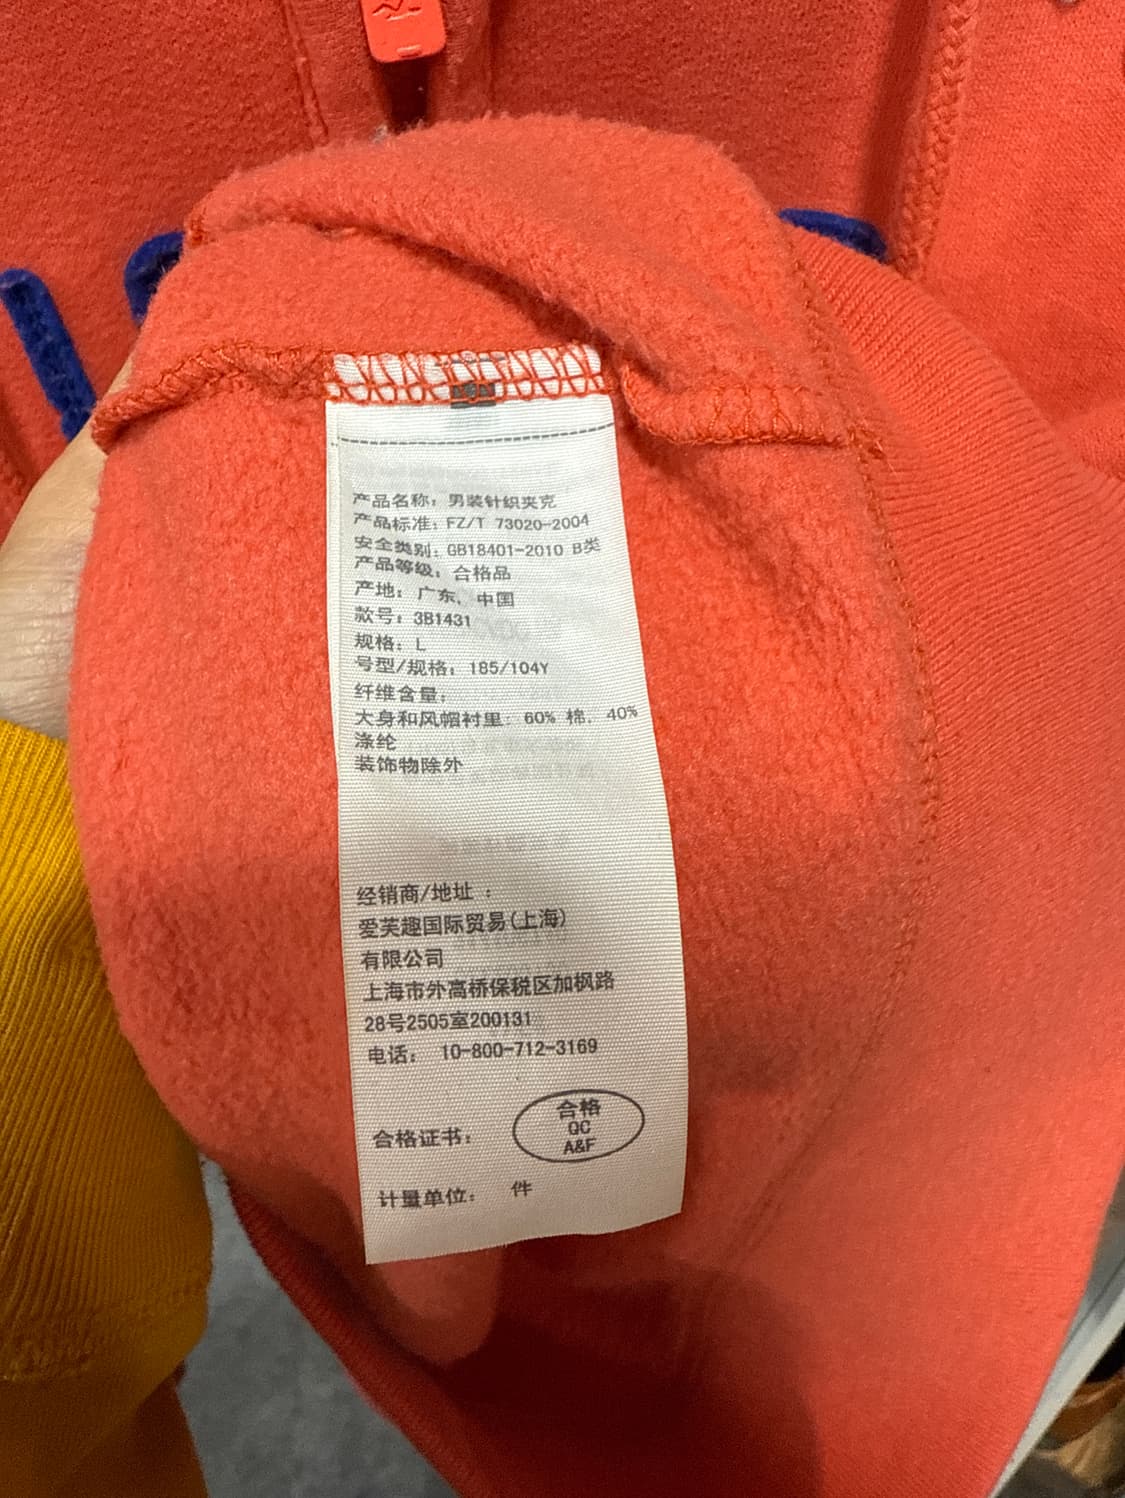 产品名称：男装针织夹克
产品标准：FZ/T 73020-2004
安全类别：GB18401-2010 B类
产品等级：合格品
产地：广东、中国
款号：3B1431
规格：L
号型/规格：185/104Y
纤维含量：
大身和风帽衬里：60% 棉、40%
涤纶
装饰物除外
经销商/地址：
爱芙趣国际贸易(上海)
有限公司
上海市外高桥保税区加枫路
28号2505室200131
电话： 10-800-712-3169
合格证书：
合格
QC
A&F
计量单位： 件